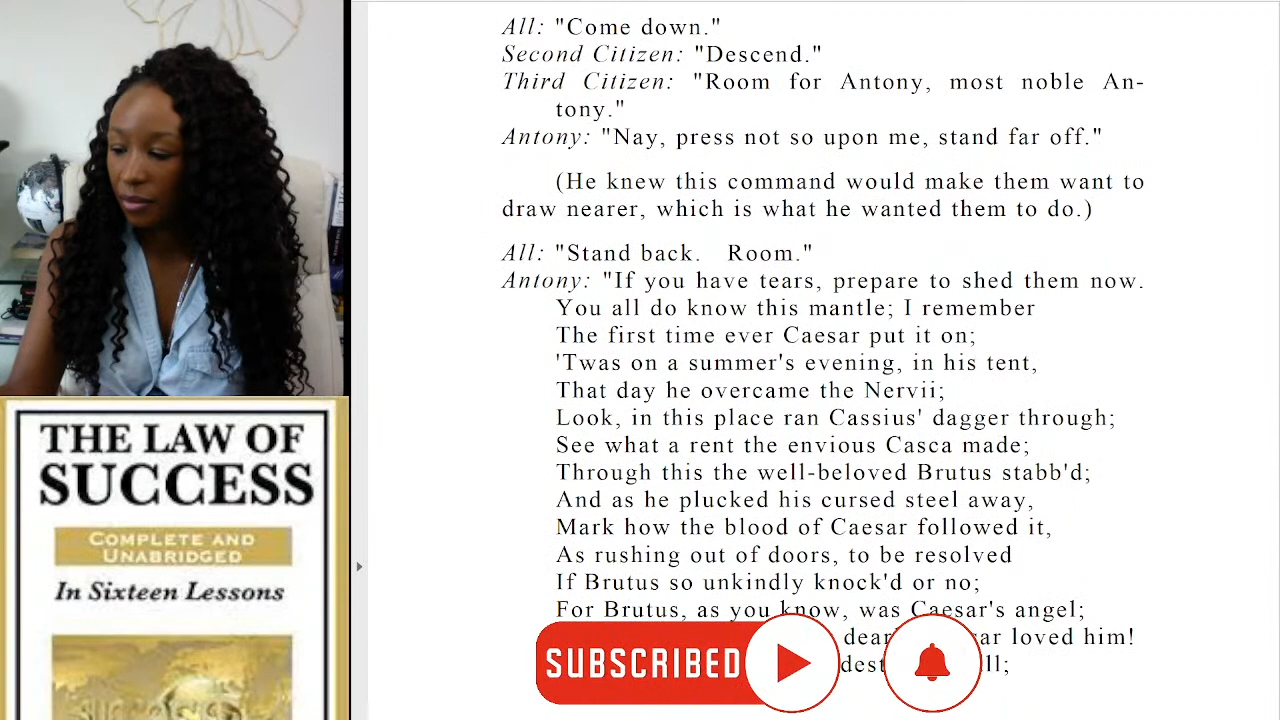 All: "Come down."
Second Citizen: "Descend."
Third Citizen: "Room for Antony, most noble An-
tony."
Antony: "Nay, press not so upon me, stand far off."
(He knew this command would make them want to
draw nearer, which is what he wanted them to do.)
All: "Stand back. Room."
Antony: "If you have tears, prepare to shed them now.
You all do know this mantle; I remember
The first time ever Caesar put it on;
'Twas on a summer's evening, in his tent,
That day he overcame the Nervii;
Look, in this place ran Cassius' dagger through;
See what a rent the envious Casca made;
Through this the well-beloved Brutus stabb'd;
And as he plucked his cursed steel away,
Mark how the blood of Caesar followed it,
As rushing out of doors, to be resolved
If Brutus so unkindly knock'd or no;
For Brutus, as you know, was Caesar's angel;
loved him!
SUBSCRIBED
THE LAW OF
SUCCESS
COMPLETE AND
UNABRIDGED
In Sixteen Lessons